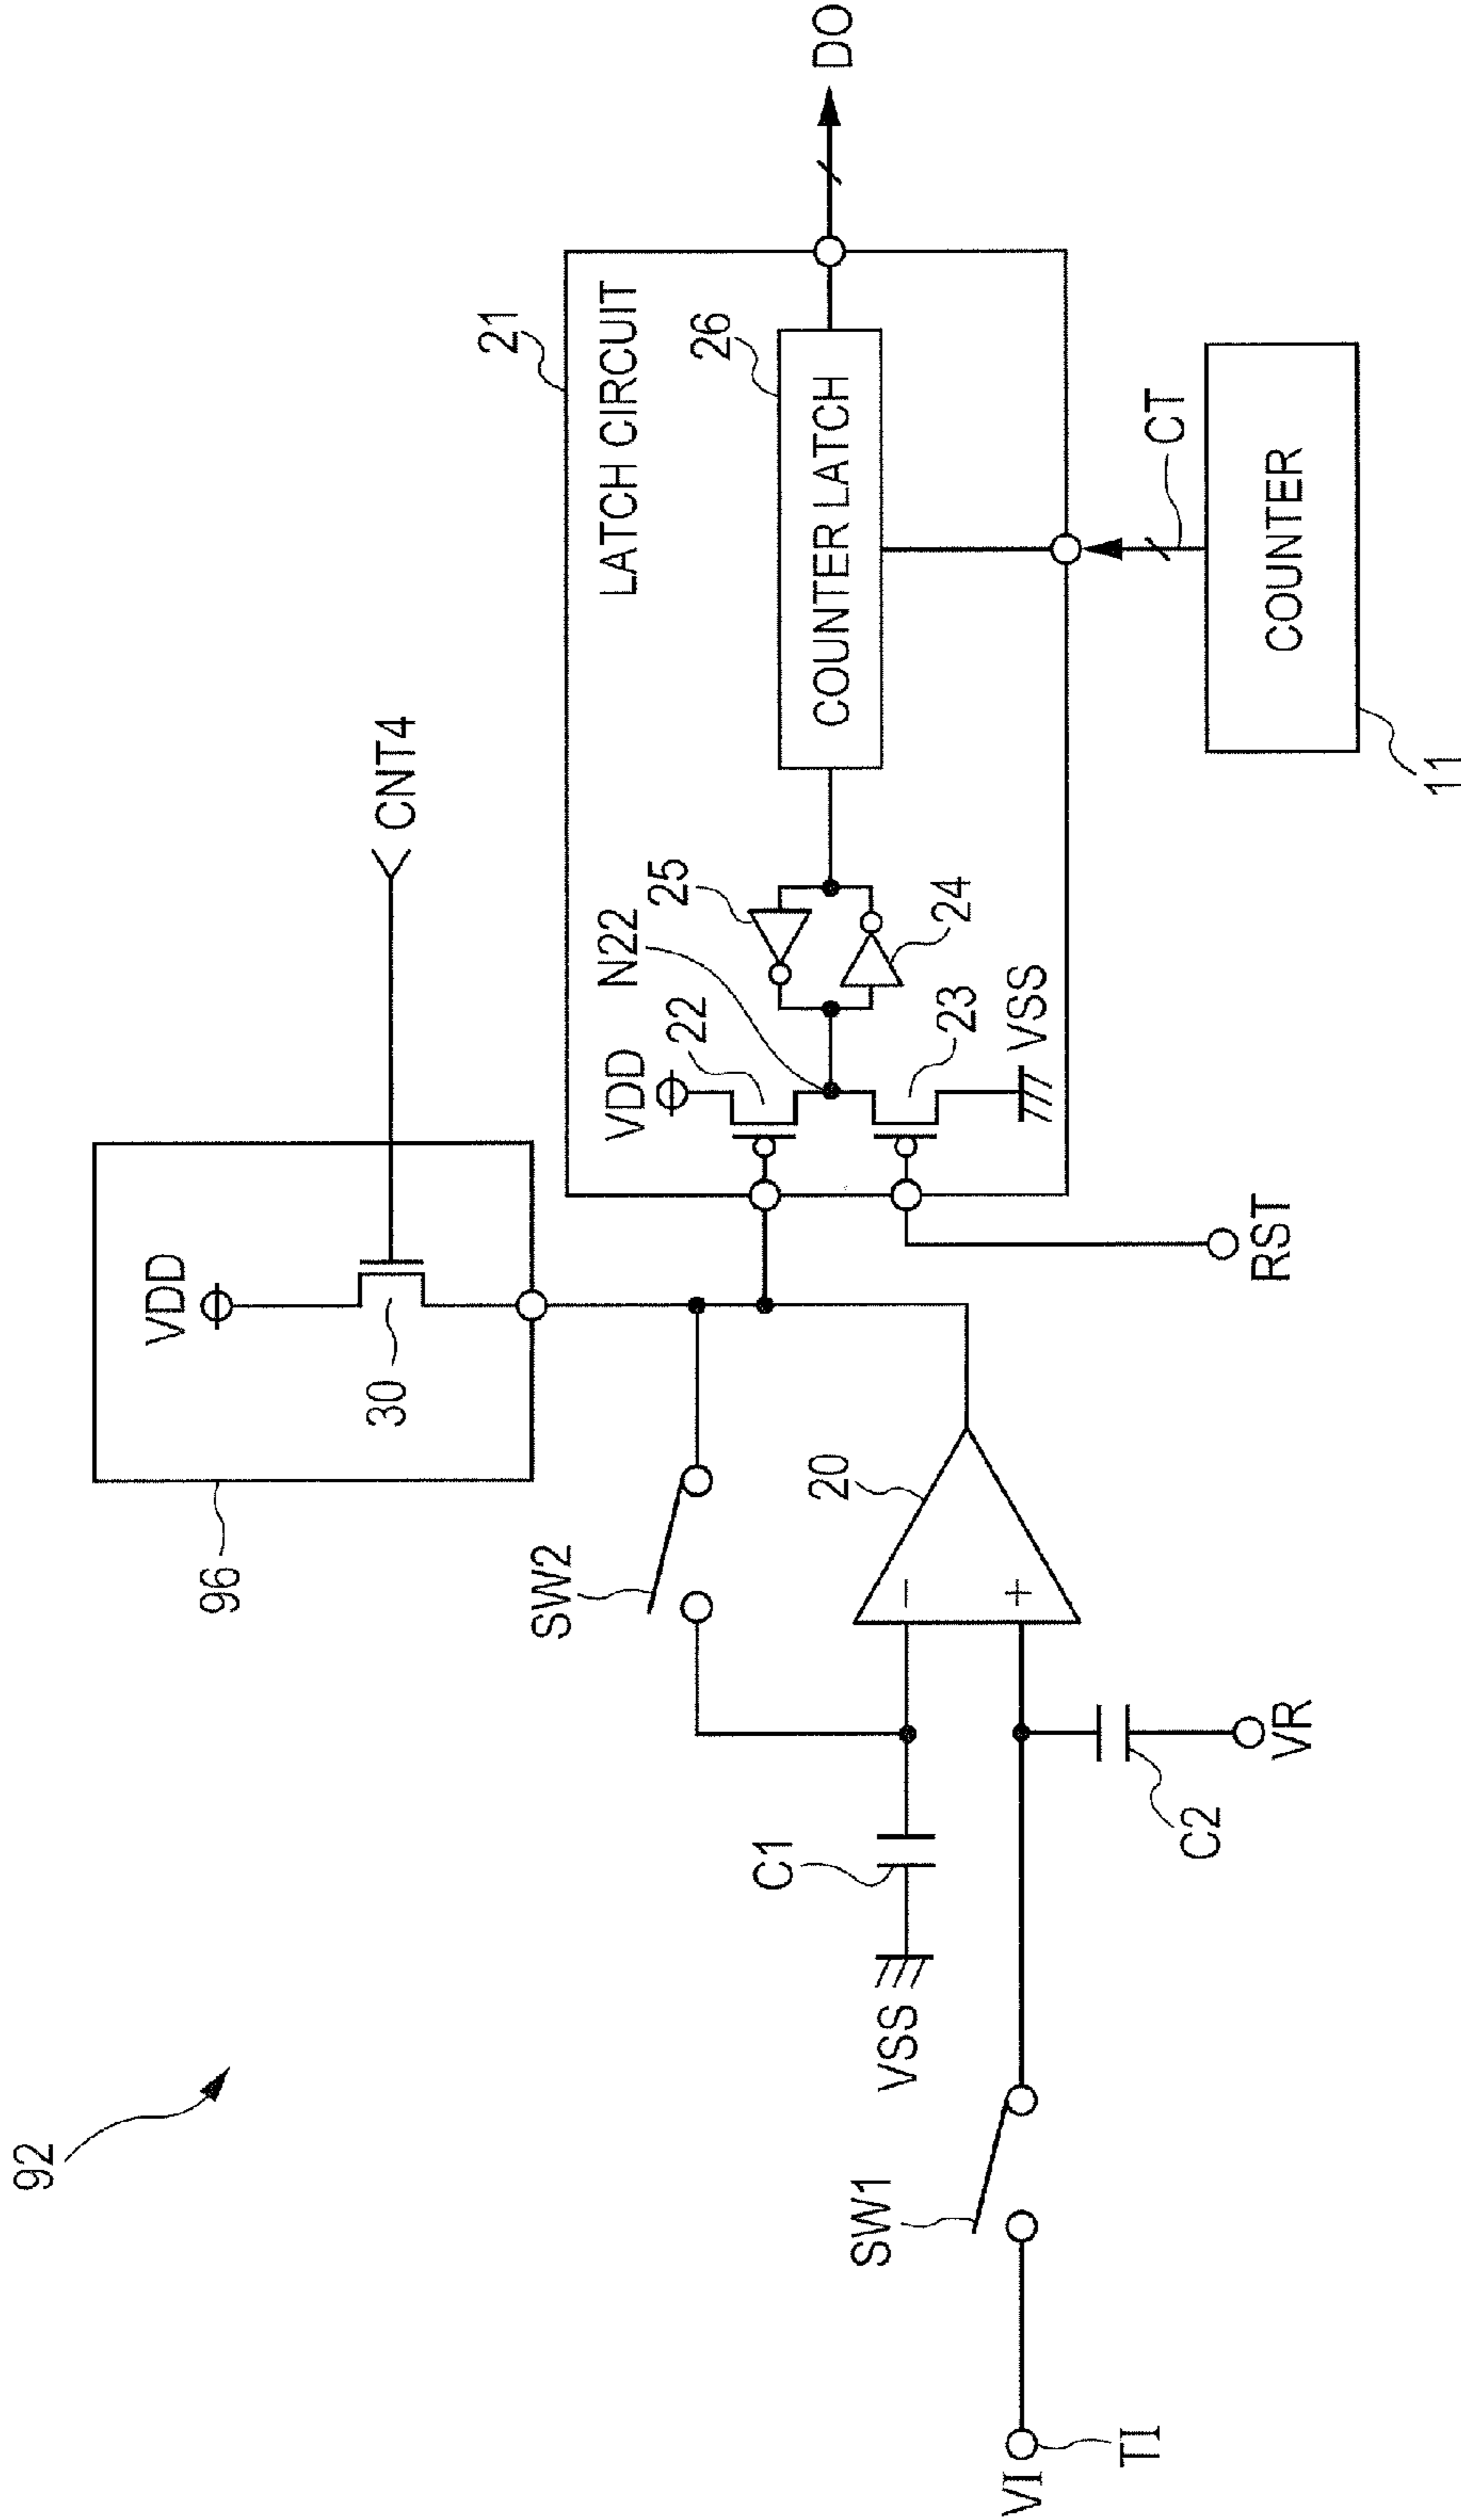 92
96
VDD
30
CNT4
21
LATCH CIRCUIT
SW2
VDD
22
N22
25
26
COUNTER LATCH
DO
20
−
+
24
23
VSS
C1
VSS
SW1
VI
TI
C2
VR
RST
CT
COUNTER
11